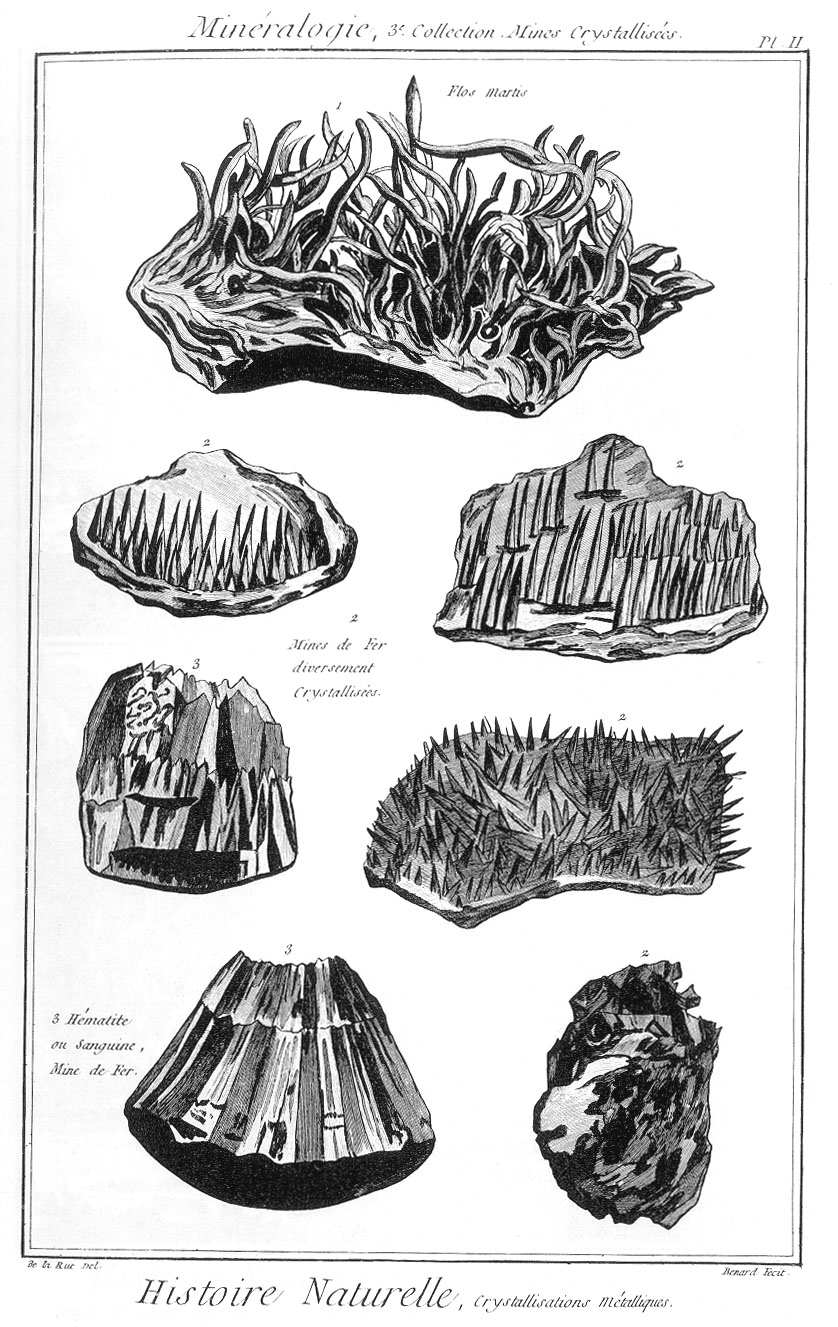 Minéralogie, 3e. Collection. Mines Crystallisées.
Pl. II
Flos martis
1
2
2
2
Mines de Fer
diversement
Crystallisées.
3
2
3
2
3 Hématite
ou Sanguine,
Mine de Fer.
de la Rue Del.
Benard Fecit.
Histoire Naturelle, Crystallisations métalliques.